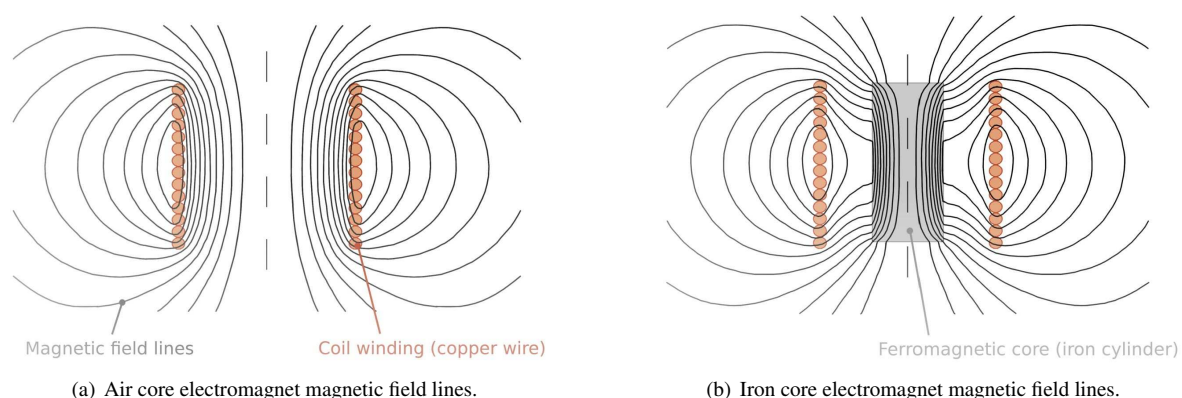 Magnetic field lines
Coil winding (copper wire)
Ferromagnetic core (iron cylinder)
(a) Air core electromagnet magnetic field lines.
(b) Iron core electromagnet magnetic field lines.